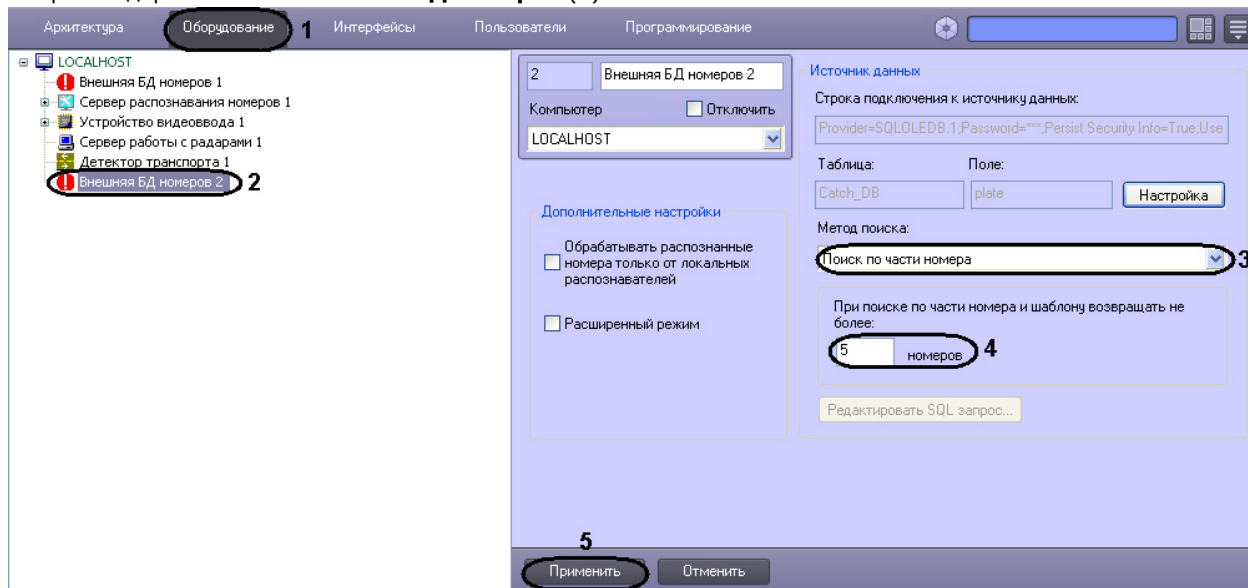 Архитектура Оборудование 1 Интерфейсы Пользователи Программирование
LOCALHOST
Внешняя БД номеров 1
Сервер распознавания номеров 1
Устройство видеоввода 1
Сервер работы с радарами 1
Детектор транспорта 1
Внешняя БД номеров 2 2
2 Внешняя БД номеров 2
Компьютер Отключить
LOCALHOST
Дополнительные настройки
Обрабатывать распознанные
номера только от локальных
распознавателей
Расширенный режим
Источник данных
Строка подключения к источнику данных:
Provider=SQLOLEDB.1;Password=""";Persist Security Info=True;Use
Таблица: Поле:
Catch_DB plate Настройка
Метод поиска:
Поиск по части номера 3
При поиске по части номера и шаблону возвращать не
более:
5 номеров 4
Редактировать SQL запрос...
5
Применить Отменить